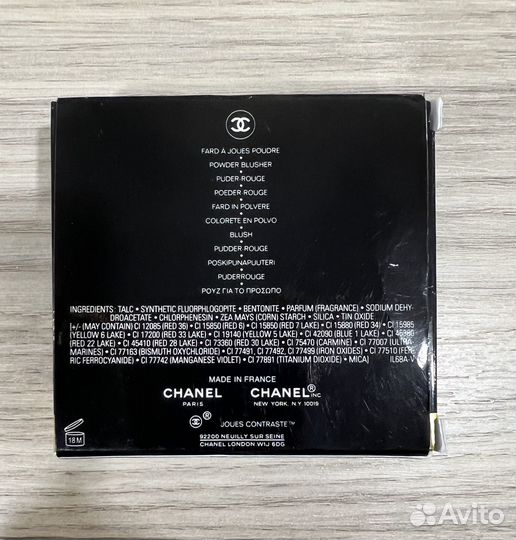 FARD À JOUES POUDRE
POWDER BLUSHER
PUDER-ROUGE
POEDER-ROUGE
FARD IN POLVERE
COLORETE EN POLVO
BLUSH
PUDDER-ROUGE
POSKIPUNAPUUTERI
PUDERROUGE
ΡΟΥΖ ΓΙΑ ΤΟ ΠΡΟΣΩΠΟ
INGREDIENTS: TALC • SYNTHETIC FLUORPHLOGOPITE • BENTONITE • PARFUM (FRAGRANCE) • SODIUM DEHY-
DROACETATE • CHLORPHENESIN • ZEA MAYS (CORN) STARCH • SILICA • TIN OXIDE
[+/- (MAY CONTAIN) CI 12085 (RED 36) • CI 15850 (RED 6) • CI 15850 (RED 7 LAKE) • CI 15880 (RED 34) • CI 15985
(YELLOW 6 LAKE) • CI 17200 (RED 33 LAKE) • CI 19140 (YELLOW 5 LAKE) • CI 42090 (BLUE 1 LAKE) • CI 45380
(RED 22 LAKE) • CI 45410 (RED 28 LAKE) • CI 73360 (RED 30 LAKE) • CI 75470 (CARMINE) • CI 77007 (ULTRA-
MARINES) • CI 77163 (BISMUTH OXYCHLORIDE) • CI 77491, CI 77492, CI 77499 (IRON OXIDES) • CI 77510 (FER-
RIC FERROCYANIDE) • CI 77742 (MANGANESE VIOLET) • CI 77891 (TITANIUM DIOXIDE) • MICA] IL6BA-V
MADE IN FRANCE
CHANEL CHANEL® INC
PARIS NEW YORK, N.Y. 10019
® JOUES CONTRASTE™
92200 NEUILLY SUR SEINE
CHANEL LONDON W1J 6DG
18 M
Avito